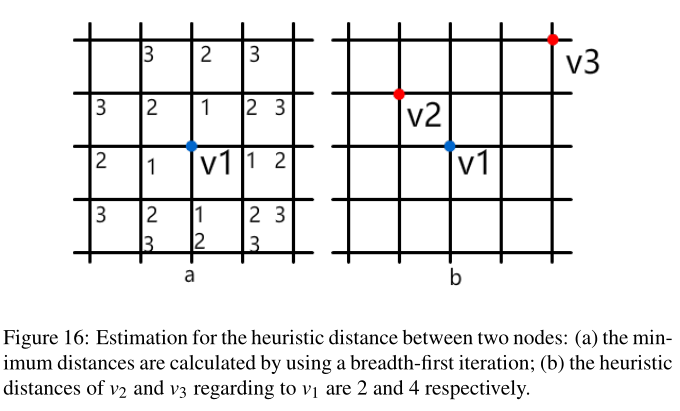 3 2 3
3 2 1 2 3 v2 v3
2 1 v1 1 2 v1
3 2 1 2 3
3 2 3
a b
Figure 16: Estimation for the heuristic distance between two nodes: (a) the min-
imum distances are calculated by using a breadth-first iteration; (b) the heuristic
distances of v2 and v3 regarding to v1 are 2 and 4 respectively.